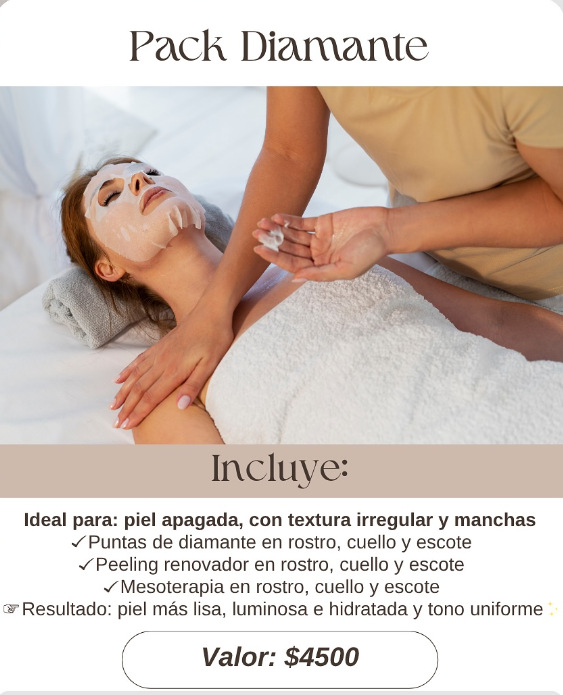 Pack Diamante
Incluye:
Ideal para: piel apagada, con textura irregular y manchas
✓Puntas de diamante en rostro, cuello y escote
✓Peeling renovador en rostro, cuello y escote
✓Mesoterapia en rostro, cuello y escote
☞Resultado: piel más lisa, luminosa e hidratada y tono uniforme ✨
Valor: $4500